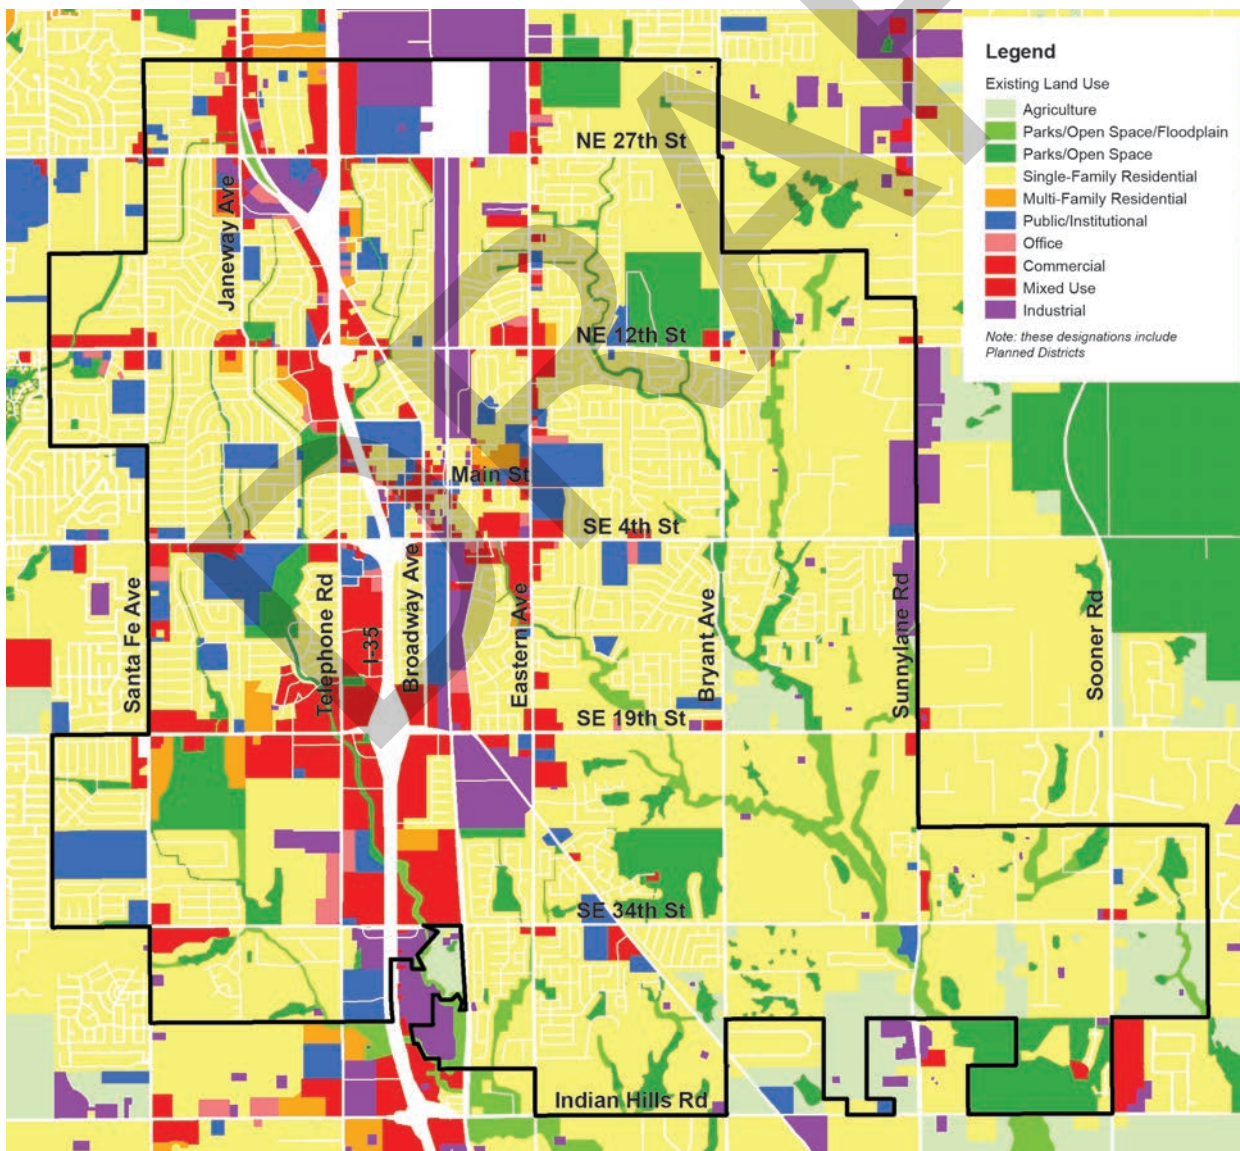 DRAFT
Legend
Existing Land Use
Agriculture
Parks/Open Space/Floodplain
Parks/Open Space
Single-Family Residential
Multi-Family Residential
Public/Institutional
Office
Commercial
Mixed Use
Industrial
Note: these designations include
Planned Districts
NE 27th St
Janeway Ave
NE 12th St
Main St
SE 4th St
Santa Fe Ave
Telephone Rd
I-35
Broadway Ave
Eastern Ave
Bryant Ave
Sunnylane Rd
Sooner Rd
SE 19th St
SE 34th St
Indian Hills Rd